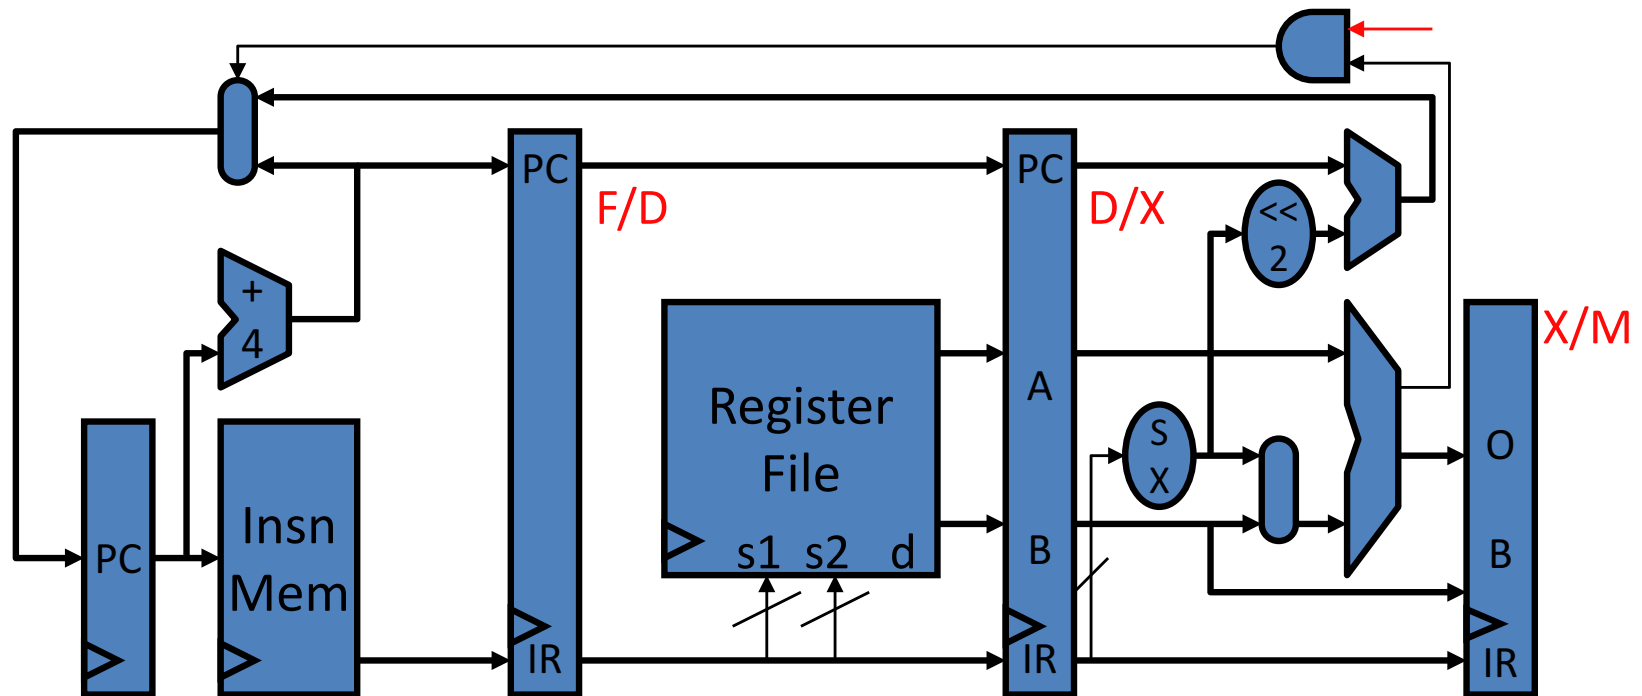 PC
F/D
PC
D/X
<<
2
+
4
X/M
Register
File
A
S
X
O
Insn
Mem
PC
s1 s2 d
B
B
IR
IR
IR